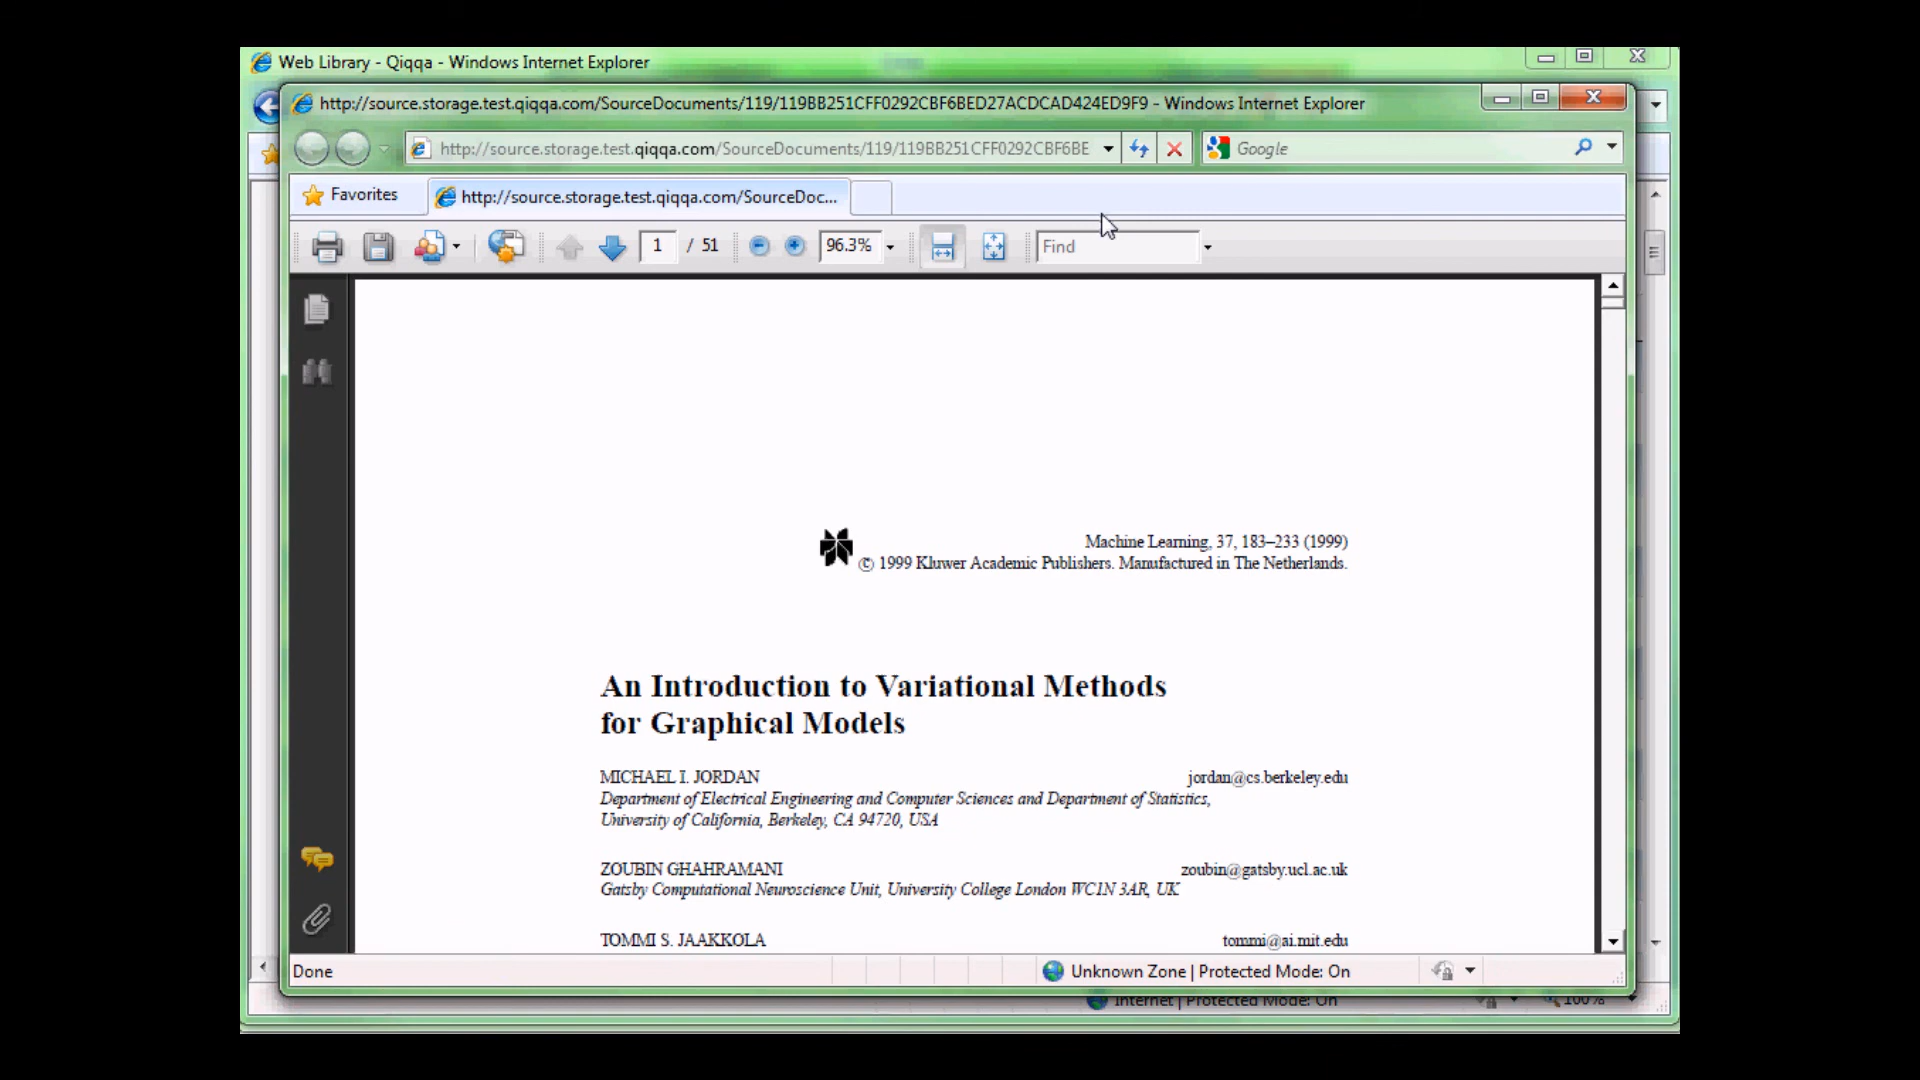 Web Library - Qiqqa - Windows Internet Explorer
http://source.storage.test.qiqqa.com/SourceDocuments/119/119BB251CFF0292CBF6BED27ACDCAD424ED9F9 - Windows Internet Explorer
http://source.storage.test.qiqqa.com/SourceDocuments/119/119BB251CFF0292CBF6BE
Google
Favorites
http://source.storage.test.qiqqa.com/SourceDoc...
1 / 51
96.3%
Find
Machine Learning, 37, 183–233 (1999)
© 1999 Kluwer Academic Publishers. Manufactured in The Netherlands.
An Introduction to Variational Methods
for Graphical Models
MICHAEL I. JORDAN jordan@cs.berkeley.edu
Department of Electrical Engineering and Computer Sciences and Department of Statistics,
University of California, Berkeley, CA 94720, USA
ZOUBIN GHAHRAMANI zoubin@gatsby.ucl.ac.uk
Gatsby Computational Neuroscience Unit, University College London WC1N 3AR, UK
TOMMI S. JAAKKOLA tommi@ai.mit.edu
Done
Unknown Zone | Protected Mode: On
Internet | Protected Mode: On
100%